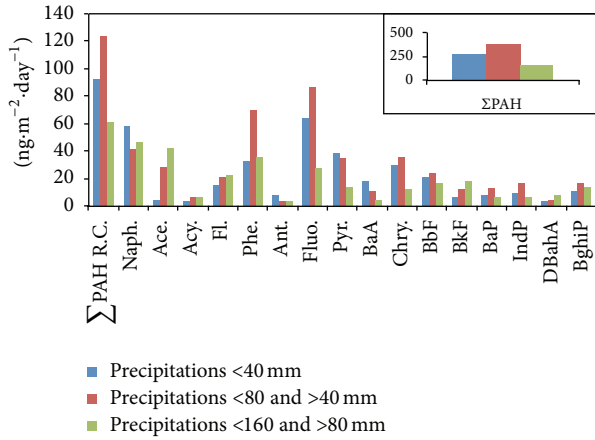 140
120
100
80
60
40
20
0
(ng·m⁻²·day⁻¹)
500
250
0
ΣPAH
∑ PAH R.C.
Naph.
Ace.
Acy.
Fl.
Phe.
Ant.
Fluo.
Pyr.
BaA
Chry.
BbF
BkF
BaP
IndP
DBahA
BghiP
Precipitations <40 mm
Precipitations <80 and >40 mm
Precipitations <160 and >80 mm